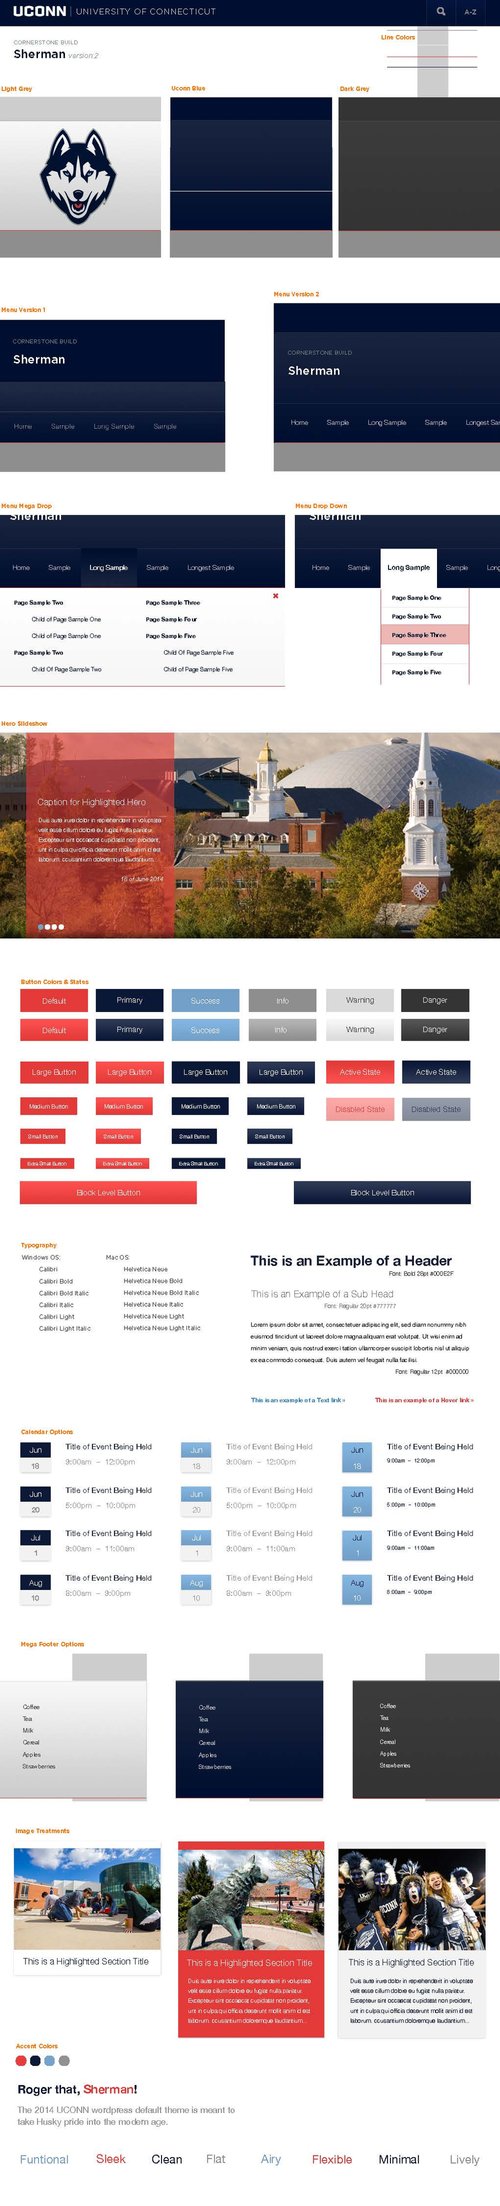 UCONN | UNIVERSITY OF CONNECTICUT
A-Z
CORNERSTONE BUILD
Sherman version.2
Line Colors
Light Grey
Uconn Blue
Dark Grey
Menu Version 1
Menu Version 2
CORNERSTONE BUILD
Sherman
Home Sample Long Sample Sample
CORNERSTONE BUILD
Sherman
Home Sample Long Sample Sample Longest Sa
Menu Mega Drop
Menu Drop Down
Sherman
Home Sample Long Sample Sample Longest Sample
Page Sample Two
Child of Page Sample One
Child of Page Sample One
Page Sample Two
Child Of Page Sample Two
Page Sample Three
Page Sample Four
Page Sample Five
Child Of Page Sample Five
Child Of Page Sample Five
Sherman
Home Sample Long Sample Sample Long
Page Sample One
Page Sample Two
Page Sample Three
Page Sample Four
Page Sample Five
Hero Slideshow
Caption for Highlighted Hero
Duis aute irure dolor in reprehenderit in voluptate
velit esse cillum dolore eu fugiat nulla pariatur.
Excepteur sint occaecat cupidatat non proident,
unt in culpa qui officia deserunt mollit anim id est
laborum. ccusantium doloremque laudantium.
16 of June 2014
Button Colors & States
Default Primary Success Info Warning Danger
Default Primary Success Info Warning Danger
Large Button Large Button Large Button Large Button Active State Active State
Medium Button Medium Button Medium Button Medium Button Disabled State Disabled State
Small Button Small Button Small Button Small Button
Extra Small Button Extra Small Button Extra Small Button Extra Small Button
Block Level Button Block Level Button
Typography
Windows OS:
Calibri
Calibri Bold
Calibri Bold Italic
Calibri Italic
Calibri Light
Calibri Light Italic
Mac OS:
Helvetica Neue
Helvetica Neue Bold
Helvetica Neue Bold Italic
Helvetica Neue Italic
Helvetica Neue Light
Helvetica Neue Light Italic
This is an Example of a Header
Font: Bold 28pt #000E2F
This is an Example of a Sub Head
Font: Regular 20pt #777777
Lorem ipsum dolor sit amet, consectetuer adipiscing elit, sed diam nonummy nibh
euismod tincidunt ut laoreet dolore magna aliquam erat volutpat. Ut wisi enim ad
minim veniam, quis nostrud exerci tation ullamcorper suscipit lobortis nisl ut aliquip
ex ea commodo consequat. Duis autem vel feugait nulla facilisi.
Font: Regular 12pt #000000
This is an example of a Text link »
This is an example of a Hover link »
Calendar Options
Jun Title of Event Being Held Jun Title of Event Being Held Jun Title of Event Being Held
18 9:00am – 12:00pm 18 9:00am – 12:00pm 18 9:00am – 12:00pm
Jun Title of Event Being Held Jun Title of Event Being Held Jun Title of Event Being Held
20 5:00pm – 10:00pm 20 5:00pm – 10:00pm 20 5:00pm – 10:00pm
Jul Title of Event Being Held Jul Title of Event Being Held Jul Title of Event Being Held
1 9:00am – 11:00am 1 9:00am – 11:00am 1 9:00am – 11:00am
Aug Title of Event Being Held Aug Title of Event Being Held Aug Title of Event Being Held
10 8:00am – 9:00pm 10 8:00am – 9:00pm 10 8:00am – 9:00pm
Mega Footer Options
Coffee
Tea
Milk
Cereal
Apples
Strawberries
Coffee
Tea
Milk
Cereal
Apples
Strawberries
Coffee
Tea
Milk
Cereal
Apples
Strawberries
Image Treatments
This is a Highlighted Section Title
This is a Highlighted Section Title
Duis aute irure dolor in reprehenderit in voluptate
velit esse cillum dolore eu fugiat nulla pariatur.
Excepteur sint occaecat cupidatat non proident,
unt in culpa qui officia deserunt mollit anim id est
laborum. ccusantium doloremque laudantium...
This is a Highlighted Section Title
Duis aute irure dolor in reprehenderit in voluptate
velit esse cillum dolore eu fugiat nulla pariatur.
Excepteur sint occaecat cupidatat non proident,
unt in culpa qui officia deserunt mollit anim id est
laborum. ccusantium doloremque laudantium...
Accent Colors
Roger that, Sherman!
The 2014 UCONN wordpress default theme is meant to
take Husky pride into the modern age.
Funtional Sleek Clean Flat Airy Flexible Minimal Lively